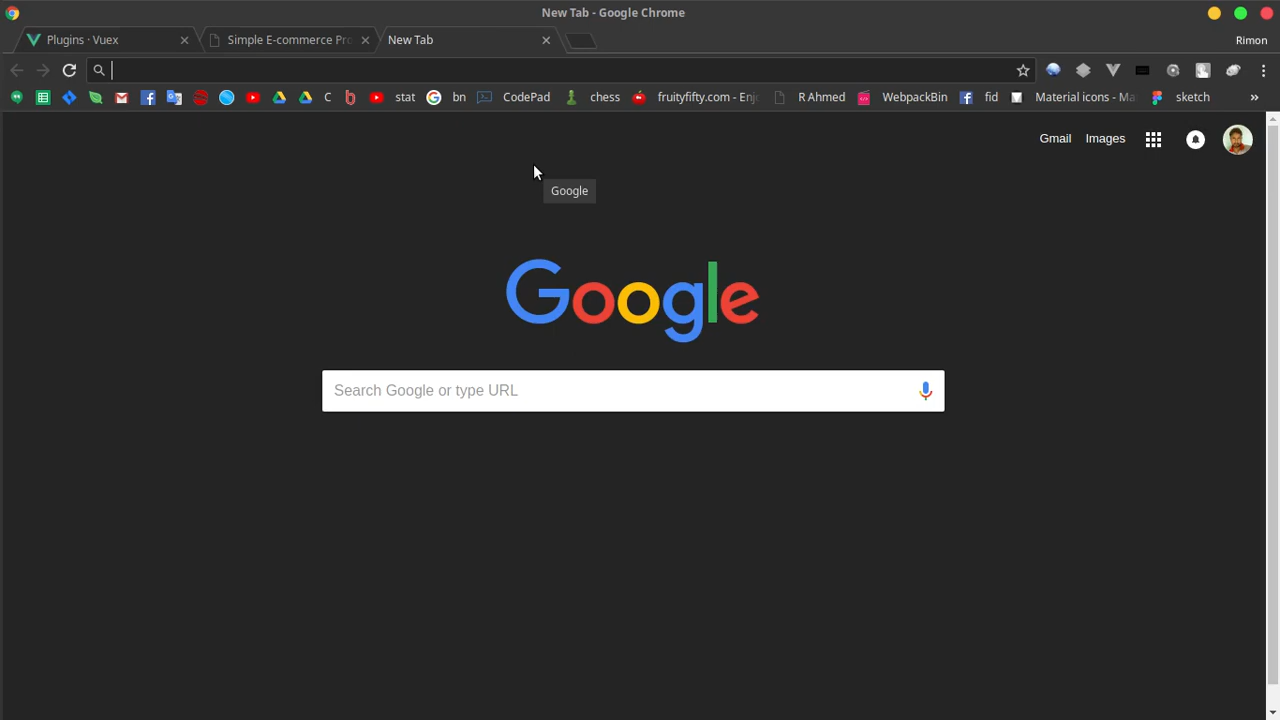 New Tab - Google Chrome
Plugins · Vuex
Simple E-commerce Pr
New Tab
Rimon
C
stat
bn
CodePad
chess
fruityfifty.com - Enj
R Ahmed
WebpackBin
fid
Material icons - Ma
sketch
»
Gmail
Images
Google
Google
Search Google or type URL